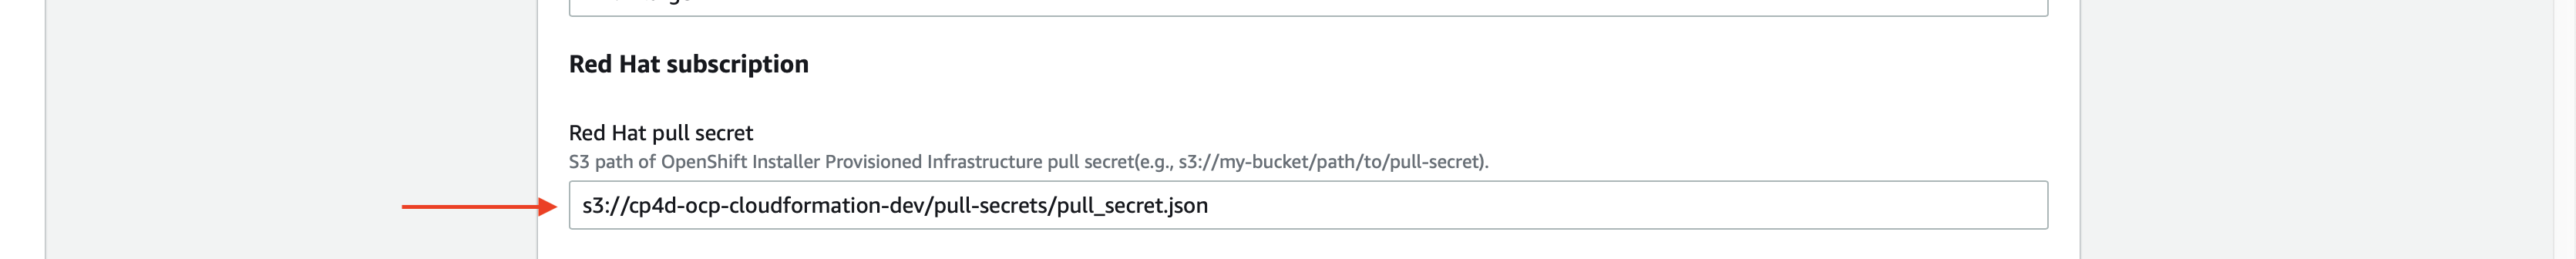 Red Hat subscription
Red Hat pull secret
S3 path of OpenShift Installer Provisioned Infrastructure pull secret(e.g., s3://my-bucket/path/to/pull-secret).
s3://cp4d-ocp-cloudformation-dev/pull-secrets/pull_secret.json